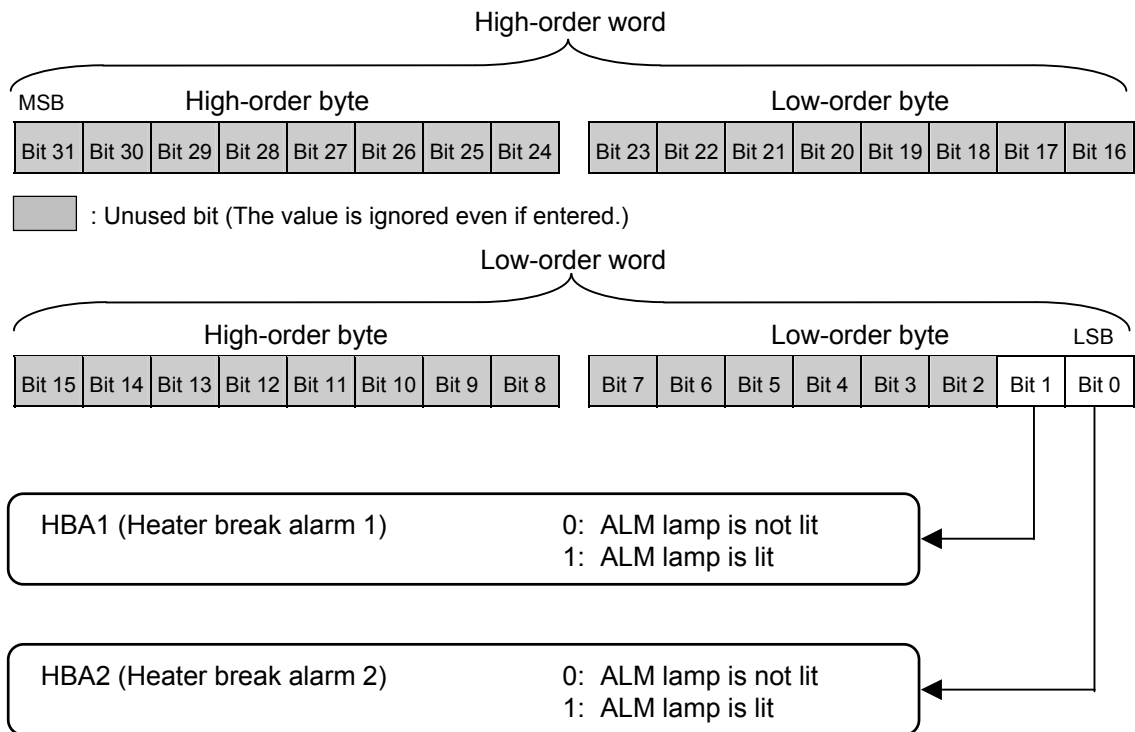 High-order word
MSB High-order byte Low-order byte
Bit 31 Bit 30 Bit 29 Bit 28 Bit 27 Bit 26 Bit 25 Bit 24 Bit 23 Bit 22 Bit 21 Bit 20 Bit 19 Bit 18 Bit 17 Bit 16
: Unused bit (The value is ignored even if entered.)
Low-order word
High-order byte Low-order byte LSB
Bit 15 Bit 14 Bit 13 Bit 12 Bit 11 Bit 10 Bit 9 Bit 8 Bit 7 Bit 6 Bit 5 Bit 4 Bit 3 Bit 2 Bit 1 Bit 0
HBA1 (Heater break alarm 1) 0: ALM lamp is not lit
1: ALM lamp is lit
HBA2 (Heater break alarm 2) 0: ALM lamp is not lit
1: ALM lamp is lit